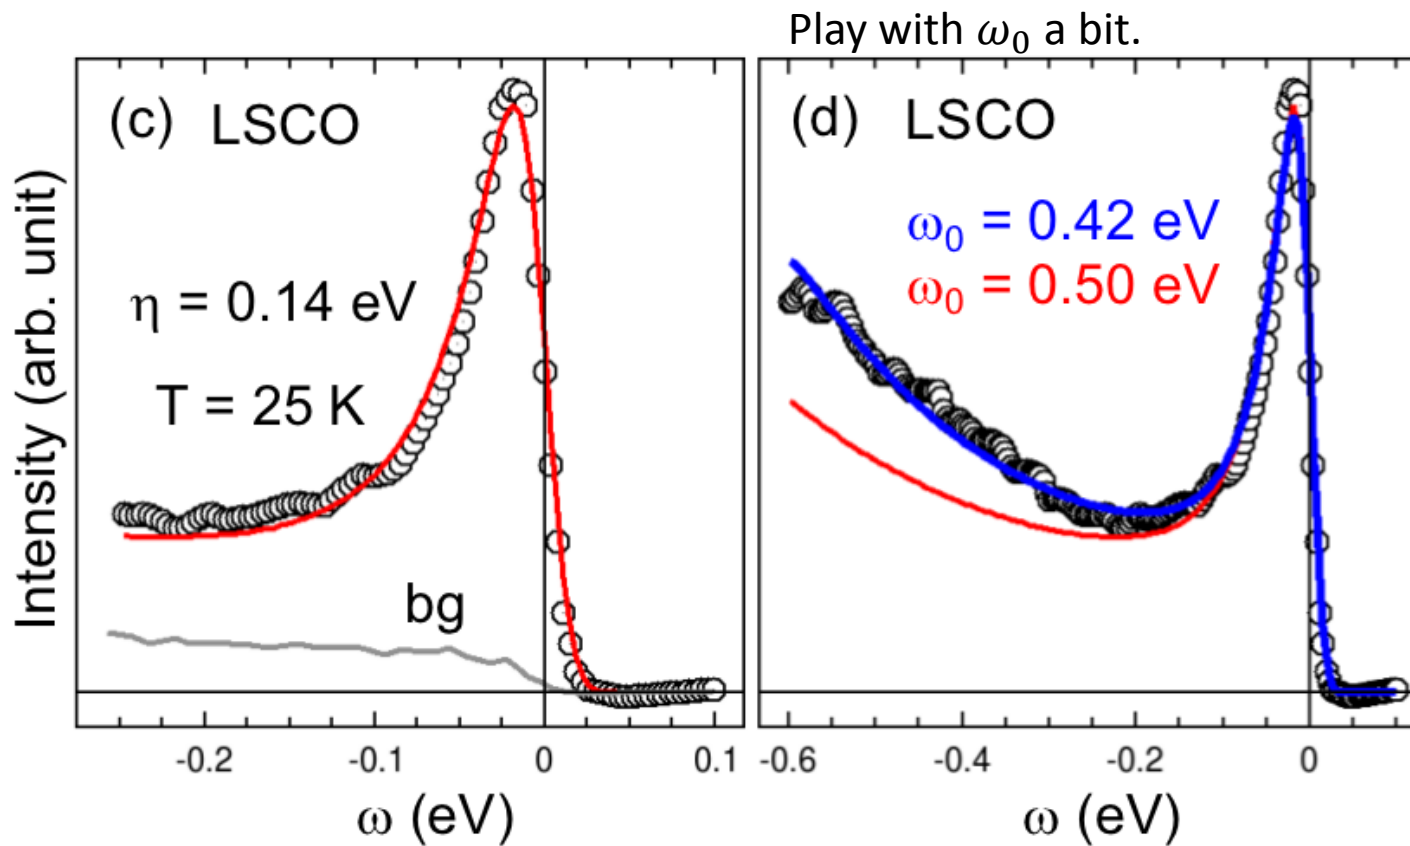 Play with ω₀ a bit.
(c) LSCO
η = 0.14 eV
T = 25 K
bg
Intensity (arb. unit)
-0.2 -0.1 0 0.1
ω (eV)
(d) LSCO
ω₀ = 0.42 eV
ω₀ = 0.50 eV
-0.6 -0.4 -0.2 0
ω (eV)